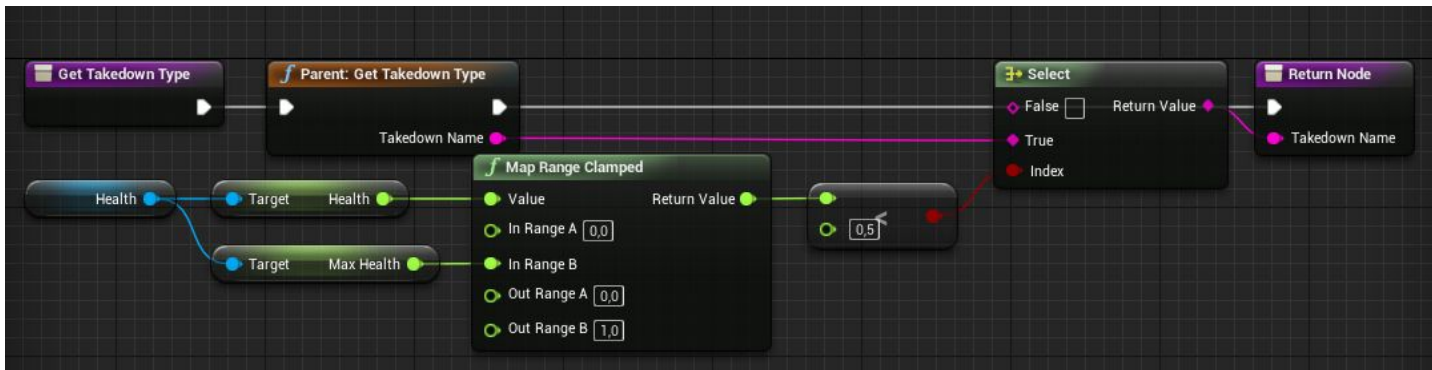 Get Takedown Type
Parent: Get Takedown Type
Takedown Name
Select
False
Return Value
True
Index
Return Node
Takedown Name
Health
Target Health
Target Max Health
Map Range Clamped
Value Return Value
In Range A 0,0
In Range B
Out Range A 0,0
Out Range B 1,0
<
0,5